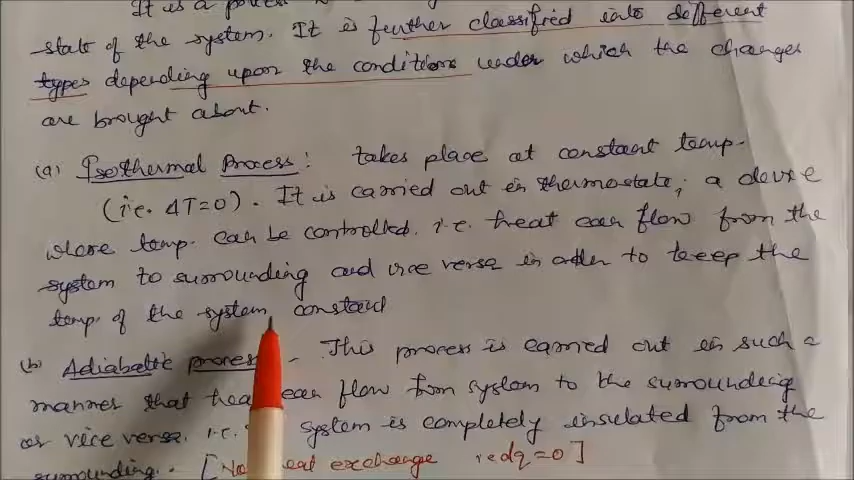 It is a
state of the system. It is further classified into different
types depending upon the conditions under which the changes
are brought about.
(a) Isothermal Process: takes place at constant temp.
(i.e. ΔT=0). It is carried out in thermostate, a device
where temp. can be controlled. i.e. heat can flow from the
system to surrounding and vice versa in order to keep the
temp. of the system constant
(b) Adiabatic process - This process is carried out in such a
manner that heat can flow from system to the surrounding
or vice versa. i.e. system is completely insulated from the
surrounding. [No heat exchange ie dq=0]